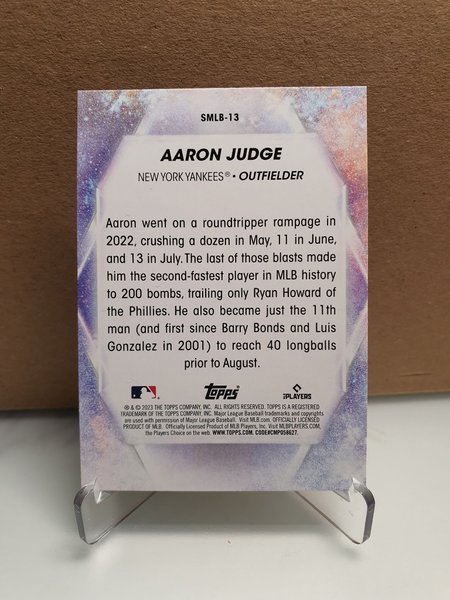 SMLB-13
AARON JUDGE
NEW YORK YANKEES® • OUTFIELDER
Aaron went on a roundtripper rampage in
2022, crushing a dozen in May, 11 in June,
and 13 in July. The last of those blasts made
him the second-fastest player in MLB history
to 200 bombs, trailing only Ryan Howard of
the Phillies. He also became just the 11th
man (and first since Barry Bonds and Luis
Gonzalez in 2001) to reach 40 longballs
prior to August.
Topps
PLAYERS
® & © 2023 THE TOPPS COMPANY, INC. ALL RIGHTS RESERVED. TOPPS IS A REGISTERED
TRADEMARK OF THE TOPPS COMPANY, INC. Major League Baseball trademarks and copyrights
are used with permission of Major League Baseball. Visit MLB.com. OFFICIALLY LICENSED
PRODUCT OF MLB Players, Inc. Visit MLBPLAYERS.com,
the Players Choice on the web. WWW.TOPPS.COM. CODE#CMP058627.